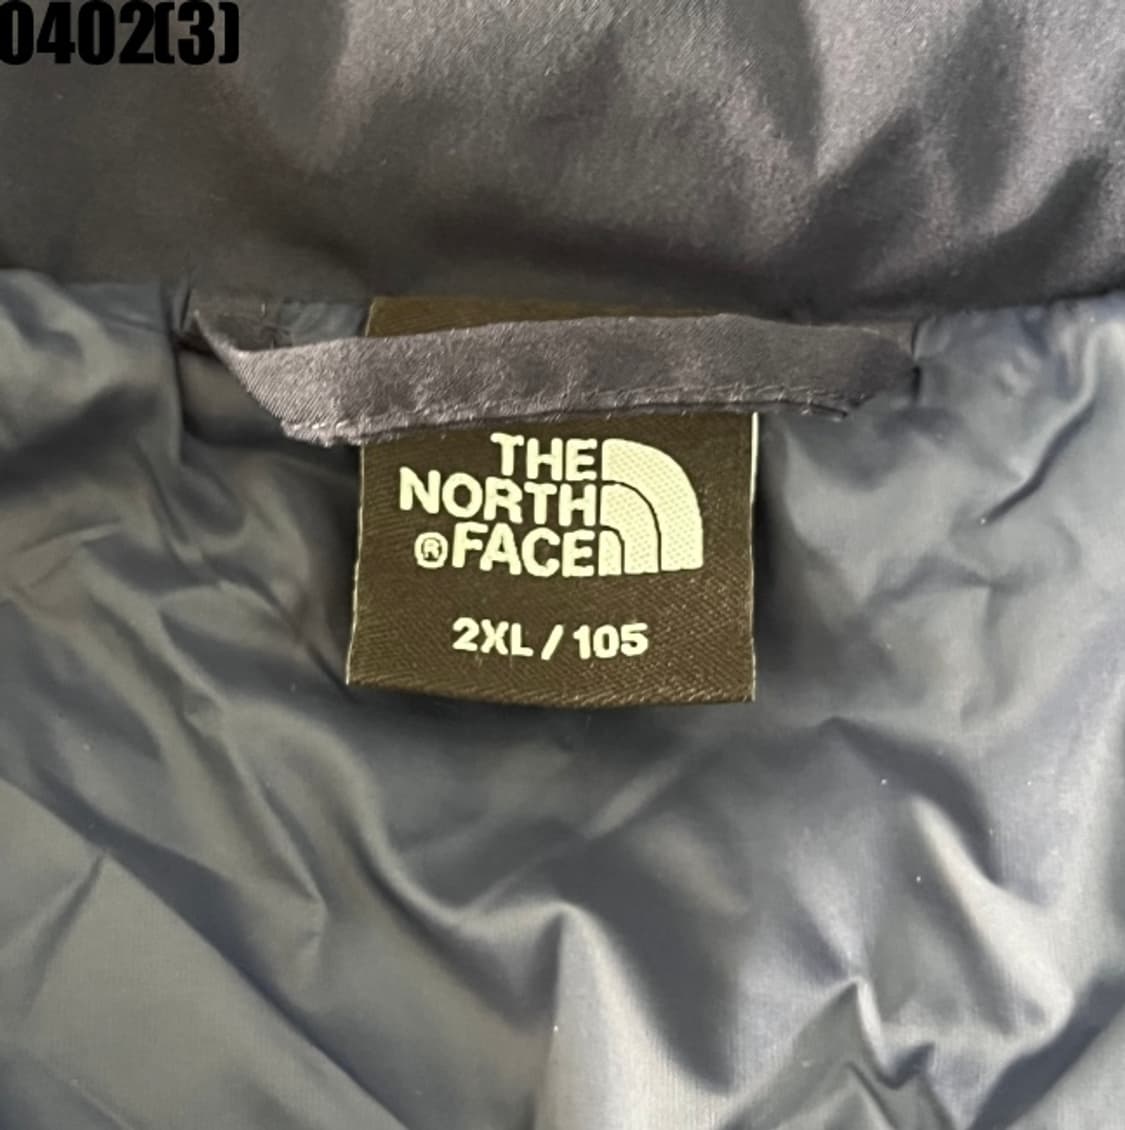 0402(3)
THE
NORTH
®FACE
2XL / 105